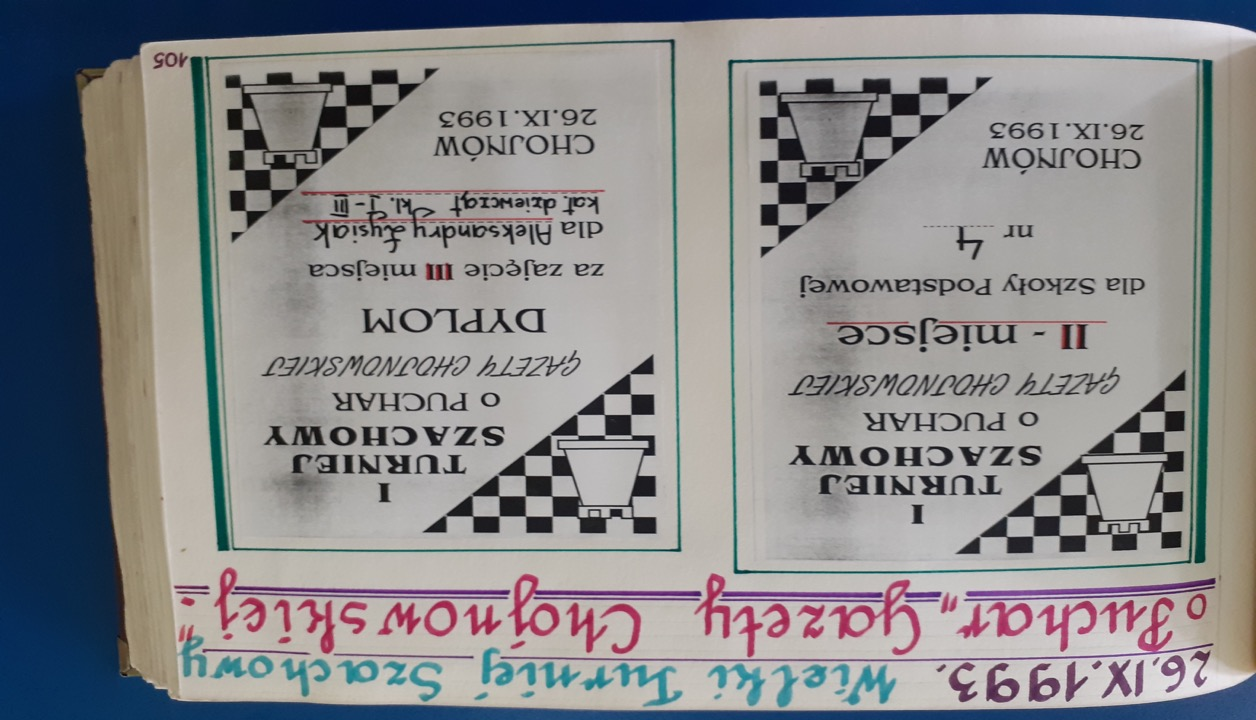 26.IX.1993. Wielki Turniej Szachowy
o Puchar „Gazety Chojnowskiej."
I
TURNIEJ
SZACHOWY
o PUCHAR
GAZETY CHOJNOWSKIEJ
II - miejsce
dla Szkoły Podstawowej
nr 4
CHOJNÓW
26.IX.1993
I
TURNIEJ
SZACHOWY
o PUCHAR
GAZETY CHOJNOWSKIEJ
DYPLOM
za zajęcie III miejsca
dla Aleksandry Łysiak
kat. dziewcząt kl. I - III
CHOJNÓW
26.IX.1993
105